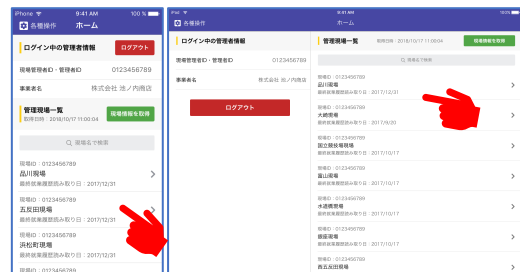 iPhone 9:41 AM 100 %
各種操作 ホーム
ログイン中の管理者情報 ログアウト
現場管理者ID・管理者ID 0123456789
事業者名 株式会社 池ノ内商店
管理現場一覧
取得日時：2018/10/17 11:00:04
現場情報を取得
現場名で検索
現場ID：0123456789
品川現場
最終就業履歴読み取り日：2017/12/31
現場ID：0123456789
五反田現場
最終就業履歴読み取り日：2017/12/31
現場ID：0123456789
浜松町現場
最終就業履歴読み取り日：2017/12/31
現場ID：0123456789
iPad 9:41 AM 100%
各種操作 ホーム
ログイン中の管理者情報
現場管理者ID・管理者ID 0123456789
事業者名 株式会社 池ノ内商店
ログアウト
管理現場一覧 取得日時：2018/10/17 11:00:04 現場情報を取得
現場名で検索
現場ID：0123456789
品川現場
最終就業履歴読み取り日：2017/12/31
現場ID：0123456789
大崎現場
最終就業履歴読み取り日：2017/9/20
現場ID：0123456789
国立競技場現場
最終就業履歴読み取り日：2017/10/17
現場ID：0123456789
富山現場
最終就業履歴読み取り日：2017/10/17
現場ID：0123456789
水道橋現場
最終就業履歴読み取り日：2017/10/17
現場ID：0123456789
銀座現場
最終就業履歴読み取り日：2017/10/17
現場ID：0123456789
西五反田現場